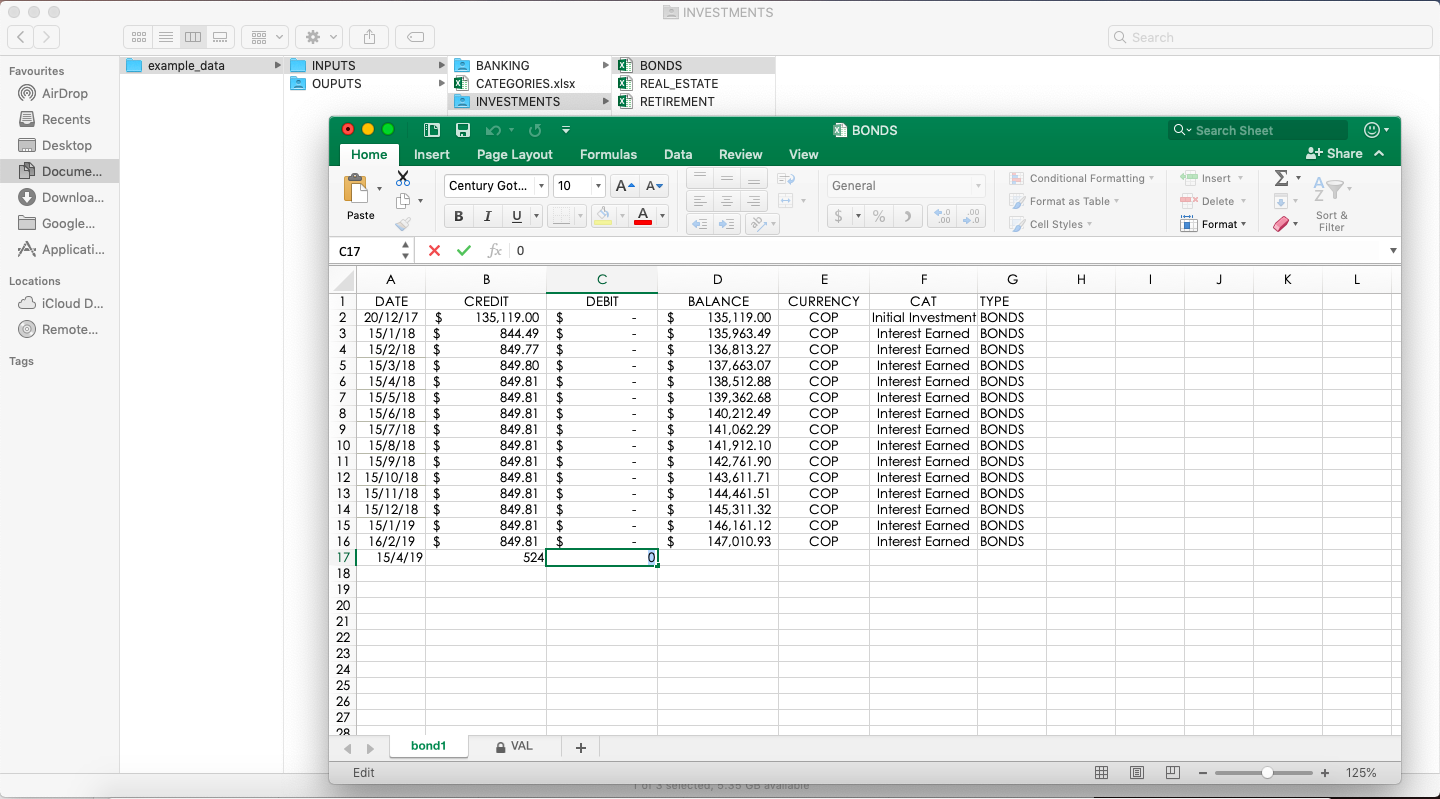 INVESTMENTS
Search
Favourites
AirDrop
Recents
Desktop
Docume...
Downloa...
Google...
Applicati...
Locations
iCloud D...
Remote...
Tags
example_data
INPUTS
OUPUTS
BANKING
CATEGORIES.xlsx
INVESTMENTS
BONDS
REAL_ESTATE
RETIREMENT
BONDS
Search Sheet
Home Insert Page Layout Formulas Data Review View Share
Paste
Century Got... 10 A A
B I U A
General
$ % )
Conditional Formatting
Format as Table
Cell Styles
Insert
Delete
Format
Sort & Filter
C17 fx 0
A B C D E F G H I J K L
1 DATE CREDIT DEBIT BALANCE CURRENCY CAT TYPE
2 20/12/17 $ 135,119.00 $ - $ 135,119.00 COP Initial Investment BONDS
3 15/1/18 $ 844.49 $ - $ 135,963.49 COP Interest Earned BONDS
4 15/2/18 $ 849.77 $ - $ 136,813.27 COP Interest Earned BONDS
5 15/3/18 $ 849.80 $ - $ 137,663.07 COP Interest Earned BONDS
6 15/4/18 $ 849.81 $ - $ 138,512.88 COP Interest Earned BONDS
7 15/5/18 $ 849.81 $ - $ 139,362.68 COP Interest Earned BONDS
8 15/6/18 $ 849.81 $ - $ 140,212.49 COP Interest Earned BONDS
9 15/7/18 $ 849.81 $ - $ 141,062.29 COP Interest Earned BONDS
10 15/8/18 $ 849.81 $ - $ 141,912.10 COP Interest Earned BONDS
11 15/9/18 $ 849.81 $ - $ 142,761.90 COP Interest Earned BONDS
12 15/10/18 $ 849.81 $ - $ 143,611.71 COP Interest Earned BONDS
13 15/11/18 $ 849.81 $ - $ 144,461.51 COP Interest Earned BONDS
14 15/12/18 $ 849.81 $ - $ 145,311.32 COP Interest Earned BONDS
15 15/1/19 $ 849.81 $ - $ 146,161.12 COP Interest Earned BONDS
16 16/2/19 $ 849.81 $ - $ 147,010.93 COP Interest Earned BONDS
17 15/4/19 524 0
18
19
20
21
22
23
24
25
26
27
28
bond1 VAL +
Edit 125%
1 of 3 selected, 5.35 GB available